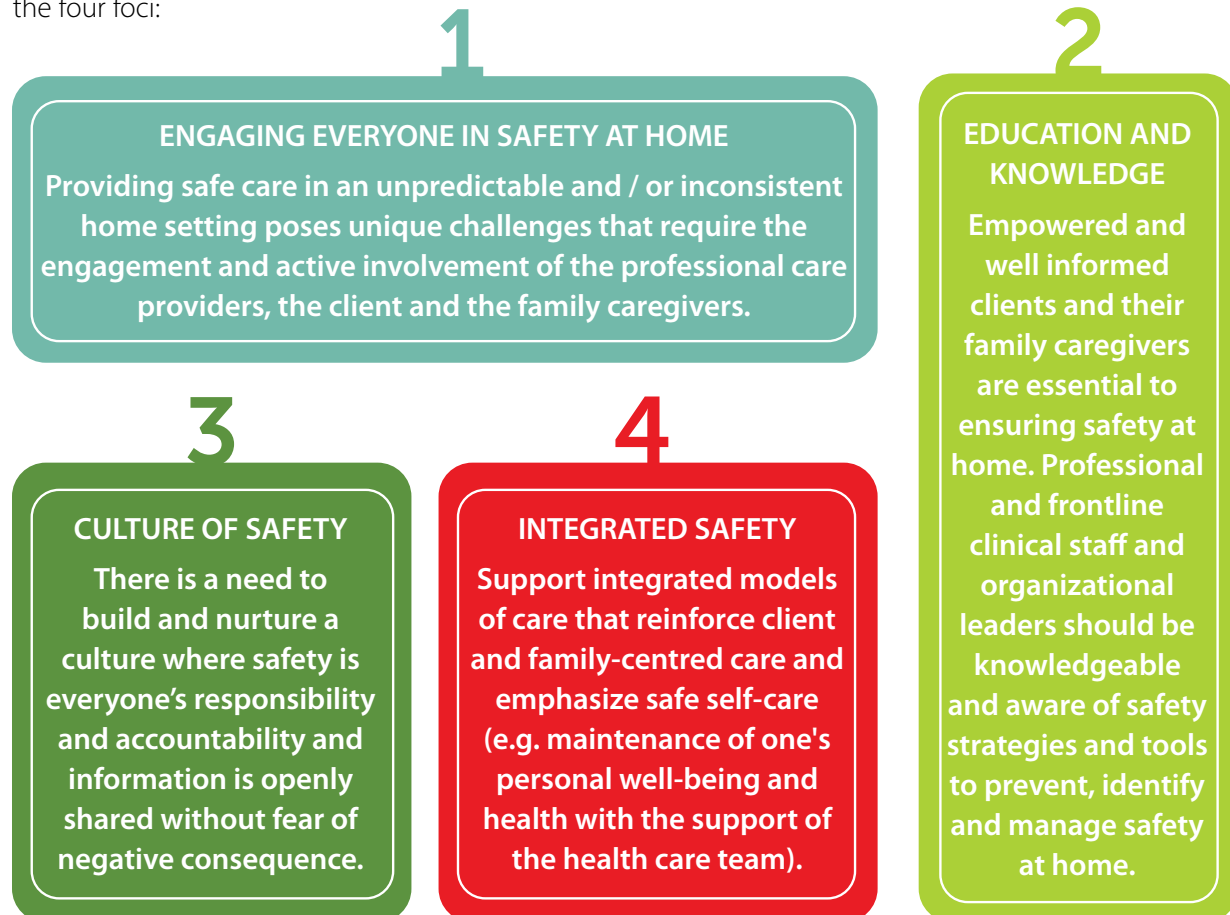 the four foci:
1
ENGAGING EVERYONE IN SAFETY AT HOME
Providing safe care in an unpredictable and / or inconsistent
home setting poses unique challenges that require the
engagement and active involvement of the professional care
providers, the client and the family caregivers.
2
EDUCATION AND
KNOWLEDGE
Empowered and
well informed
clients and their
family caregivers
are essential to
ensuring safety at
home. Professional
and frontline
clinical staff and
organizational
leaders should be
knowledgeable
and aware of safety
strategies and tools
to prevent, identify
and manage safety
at home.
3
CULTURE OF SAFETY
There is a need to
build and nurture a
culture where safety is
everyone’s responsibility
and accountability and
information is openly
shared without fear of
negative consequence.
4
INTEGRATED SAFETY
Support integrated models
of care that reinforce client
and family-centred care and
emphasize safe self-care
(e.g. maintenance of one's
personal well-being and
health with the support of
the health care team).